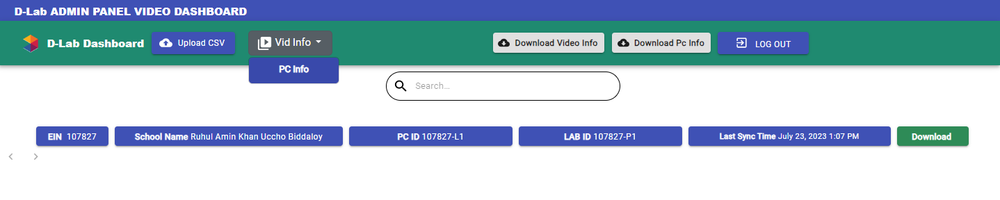 D-Lab ADMIN PANEL VIDEO DASHBOARD
D-Lab Dashboard Upload CSV Vid Info Download Video Info Download Pc Info LOG OUT
PC Info
Search...
EIN 107827 School Name Ruhul Amin Khan Uccho Biddaloy PC ID 107827-L1 LAB ID 107827-P1 Last Sync Time July 23, 2023 1:07 PM Download